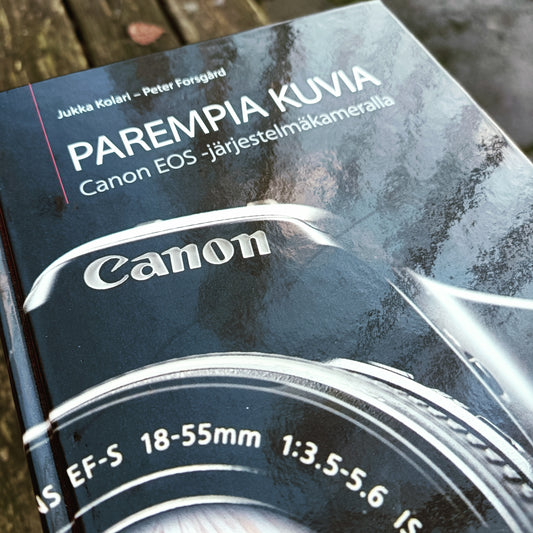 Jukka Kolari – Peter Forsgård
PAREMPIA KUVIA
Canon EOS -järjestelmäkameralla
Canon
NS EF-S 18-55mm 1:3.5-5.6 IS